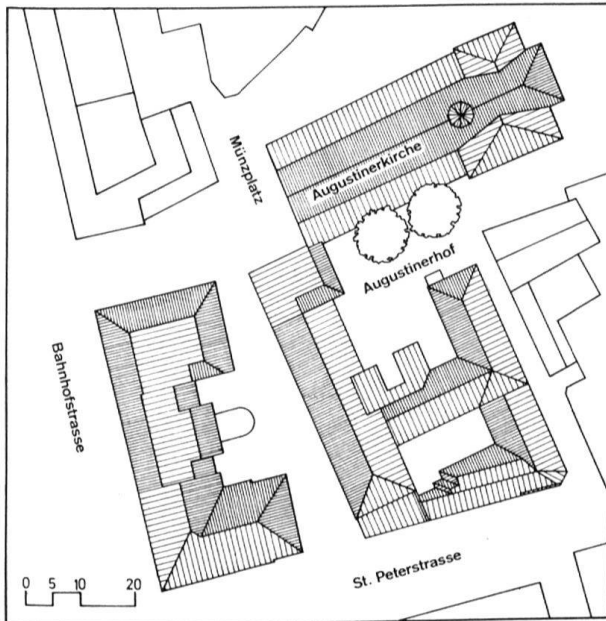 Münzplatz
Augustinerkirche
Augustinerhof
Bahnhofstrasse
St. Peterstrasse
0 5 10 20